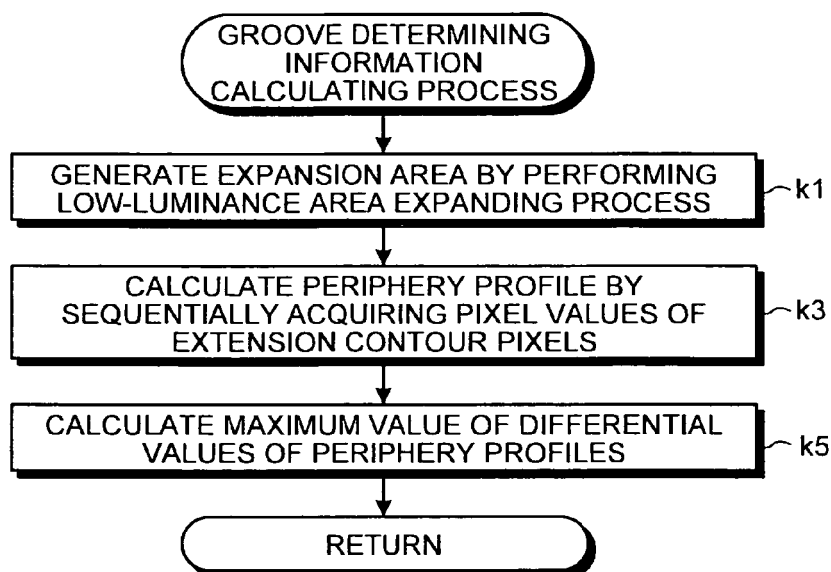 GROOVE DETERMINING
INFORMATION
CALCULATING PROCESS
GENERATE EXPANSION AREA BY PERFORMING
LOW-LUMINANCE AREA EXPANDING PROCESS
k1
CALCULATE PERIPHERY PROFILE BY
SEQUENTIALLY ACQUIRING PIXEL VALUES OF
EXTENSION CONTOUR PIXELS
k3
CALCULATE MAXIMUM VALUE OF DIFFERENTIAL
VALUES OF PERIPHERY PROFILES
k5
RETURN